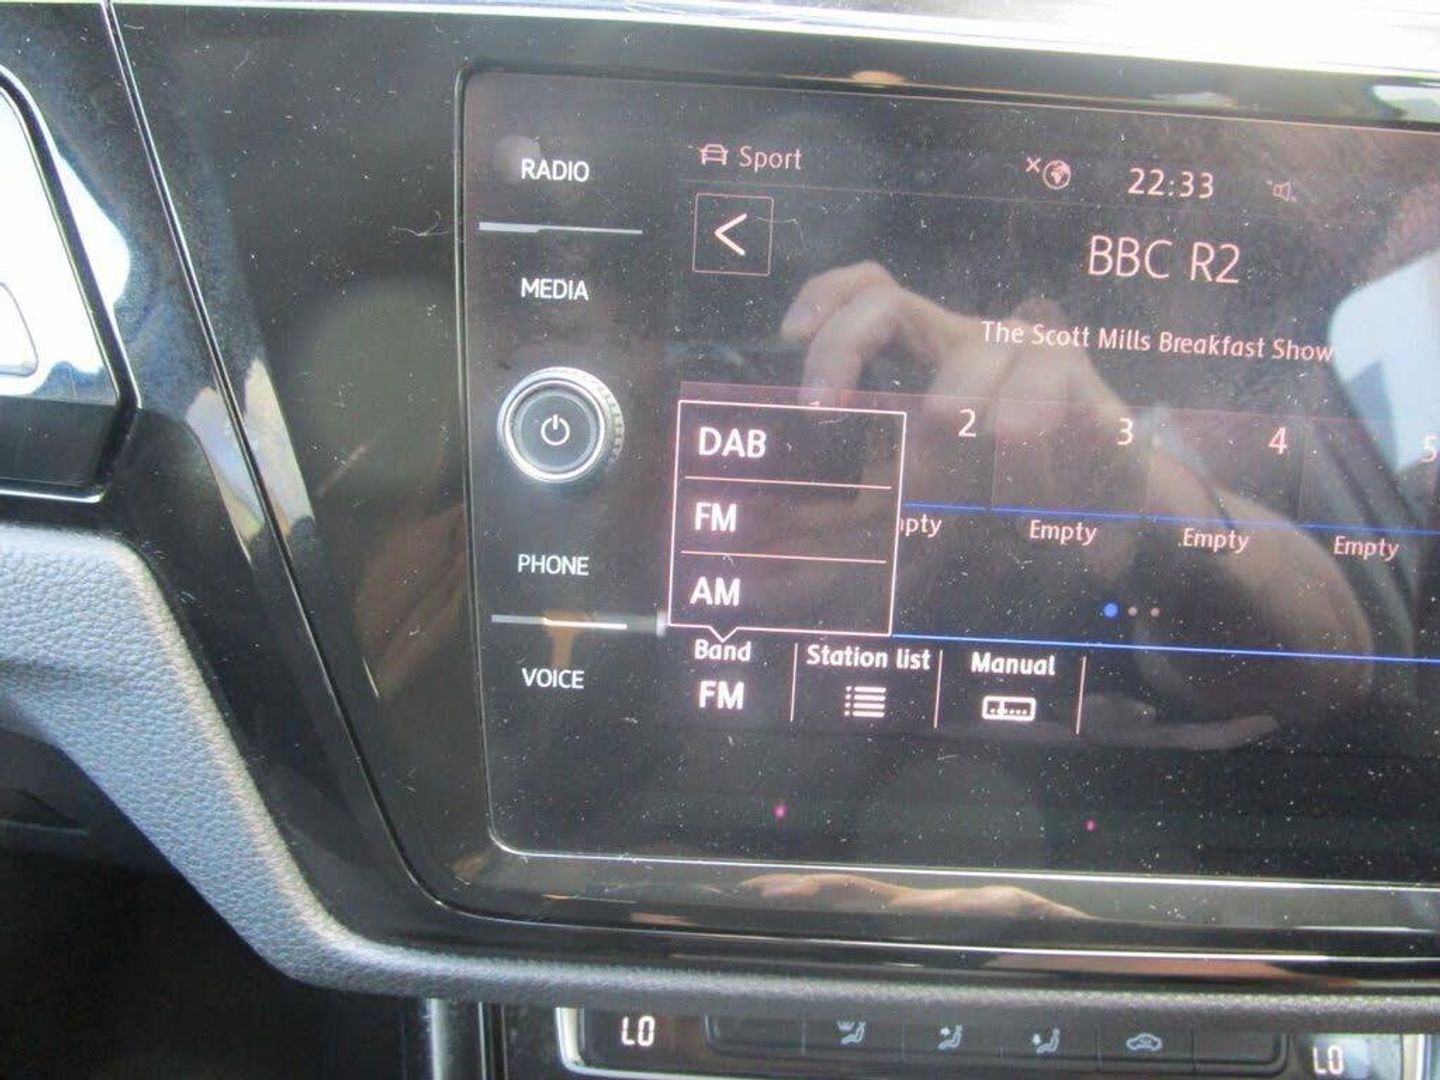 RADIO
MEDIA
PHONE
VOICE
Sport
22:33
<
BBC R2
The Scott Mills Breakfast Show
2
3
4
5
Empty
Empty
Empty
DAB
FM
AM
Band
FM
Station list
Manual
LO
LO